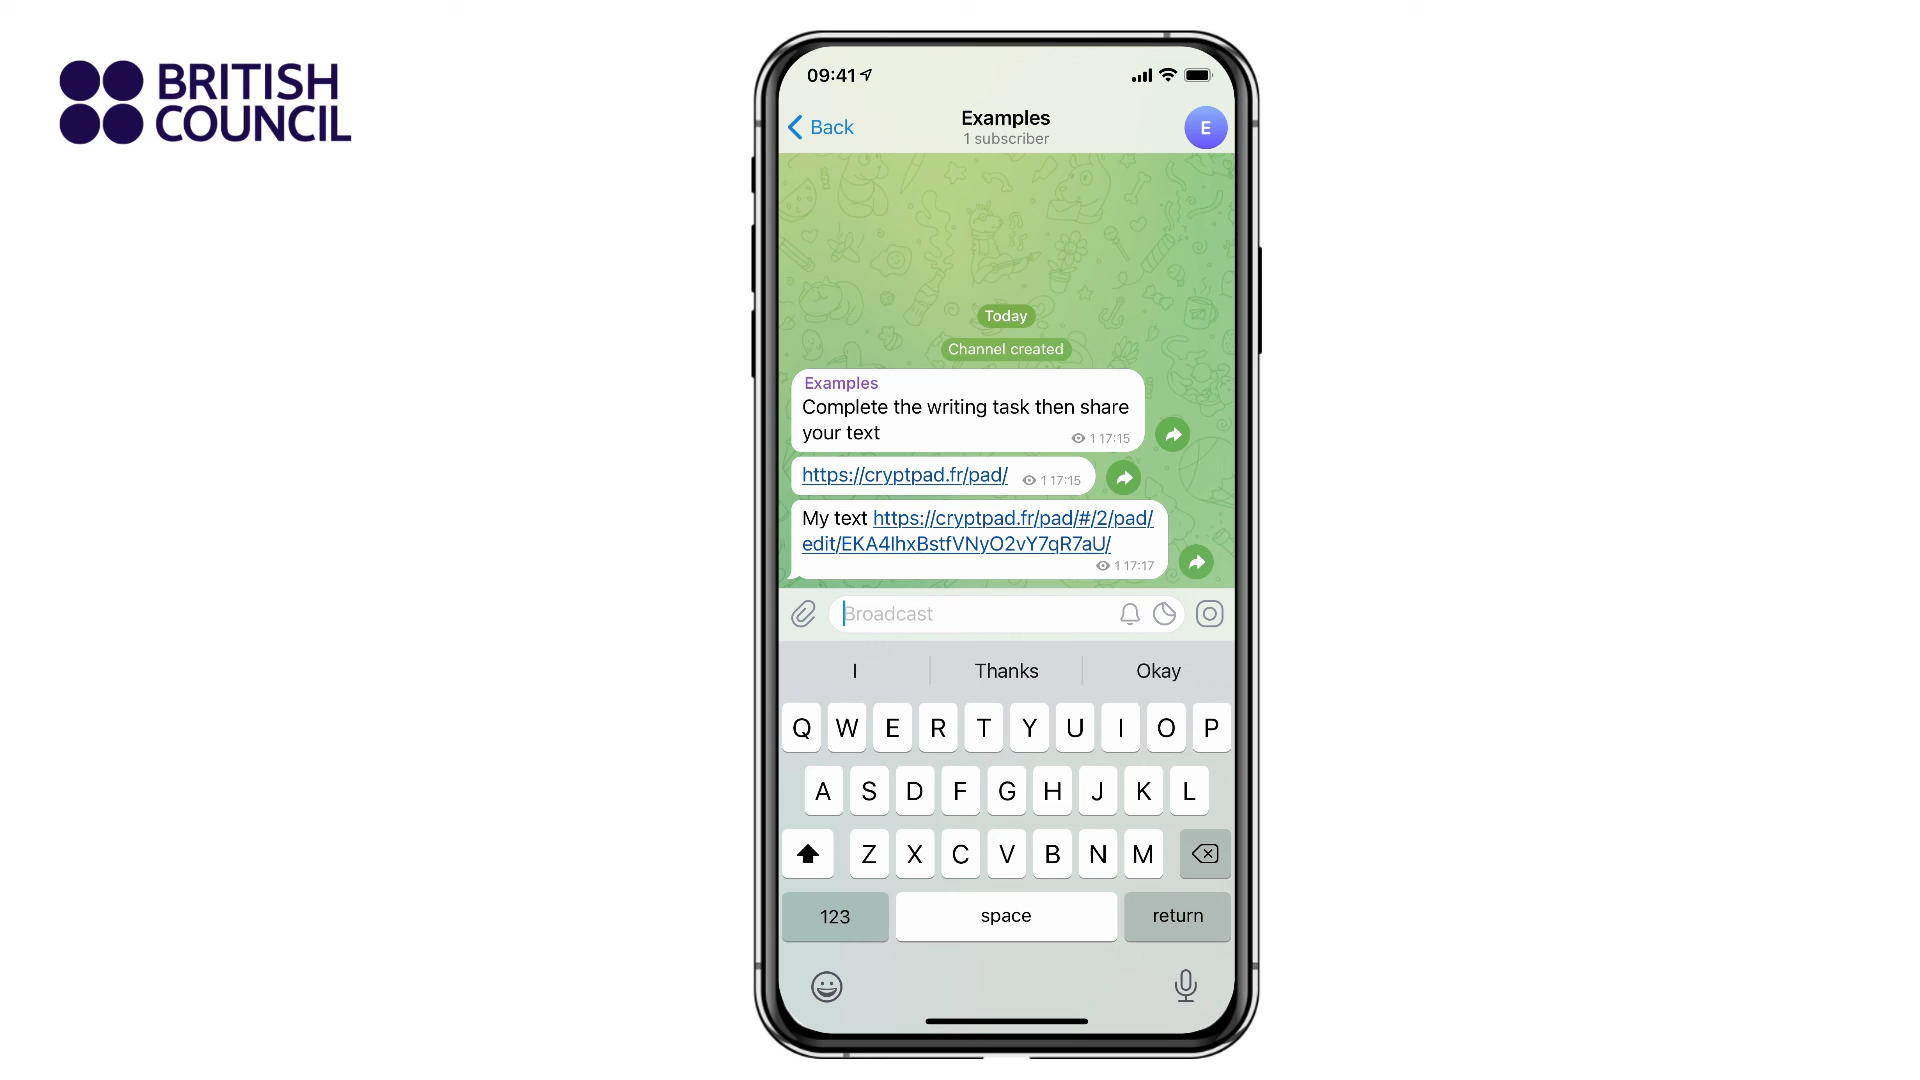 BRITISH
COUNCIL
09:41
Back
Examples
1 subscriber
E
Today
Channel created
Examples
Complete the writing task then share
your text
1 17:15
https://cryptpad.fr/pad/ 1 17:15
My text https://cryptpad.fr/pad/#/2/pad/
edit/EKA4lhxBstfVNyO2vY7qR7aU/
1 17:17
Broadcast
I Thanks Okay
Q W E R T Y U I O P
A S D F G H J K L
Z X C V B N M
123 space return